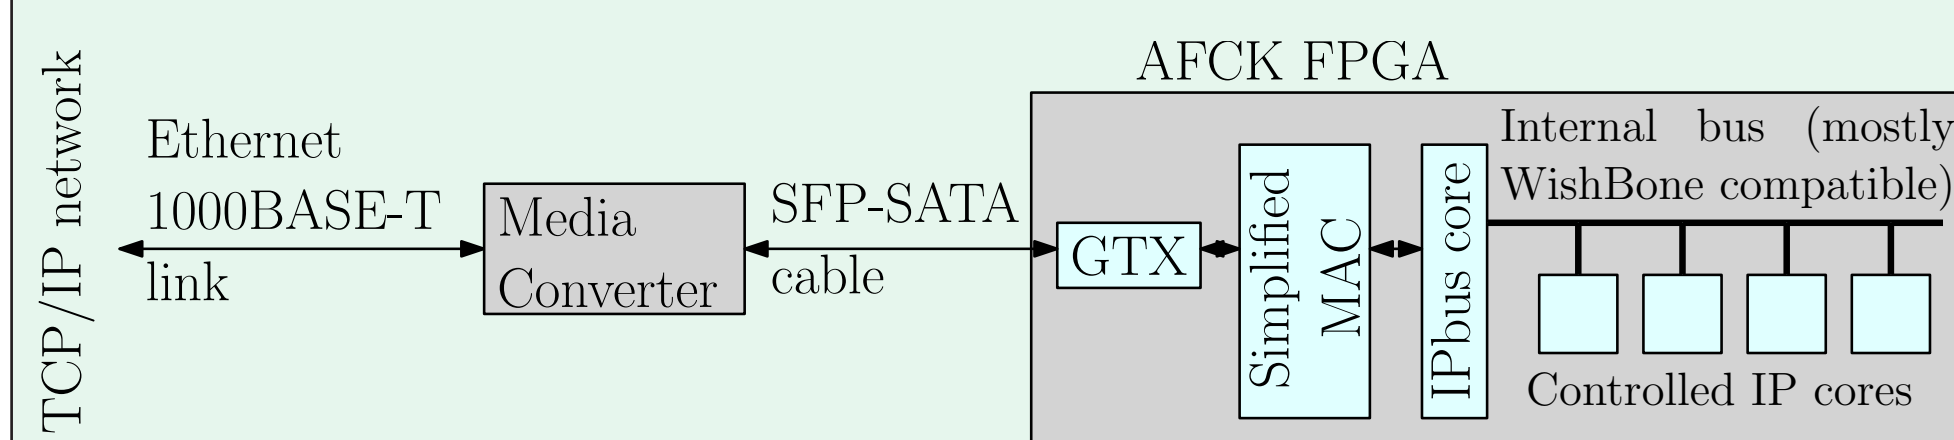 TCP/IP network
Ethernet
1000BASE-T
link
Media
Converter
SFP-SATA
cable
AFCK FPGA
GTX
Simplified
MAC
IPbus core
Internal bus (mostly
WishBone compatible)
Controlled IP cores